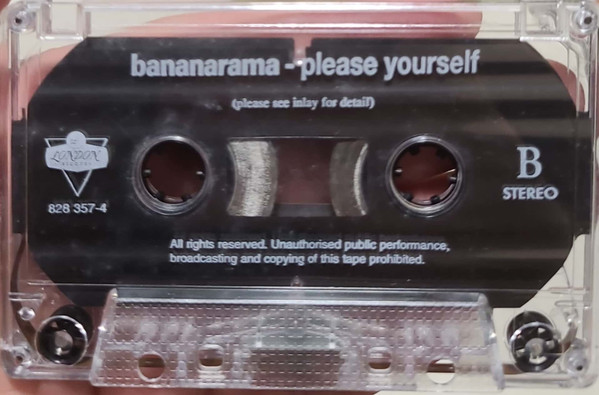 bananarama - please yourself
(please see inlay for detail)
LONDON
RECORDS
828 357-4
B
STEREO
All rights reserved. Unauthorised public performance,
broadcasting and copying of this tape prohibited.